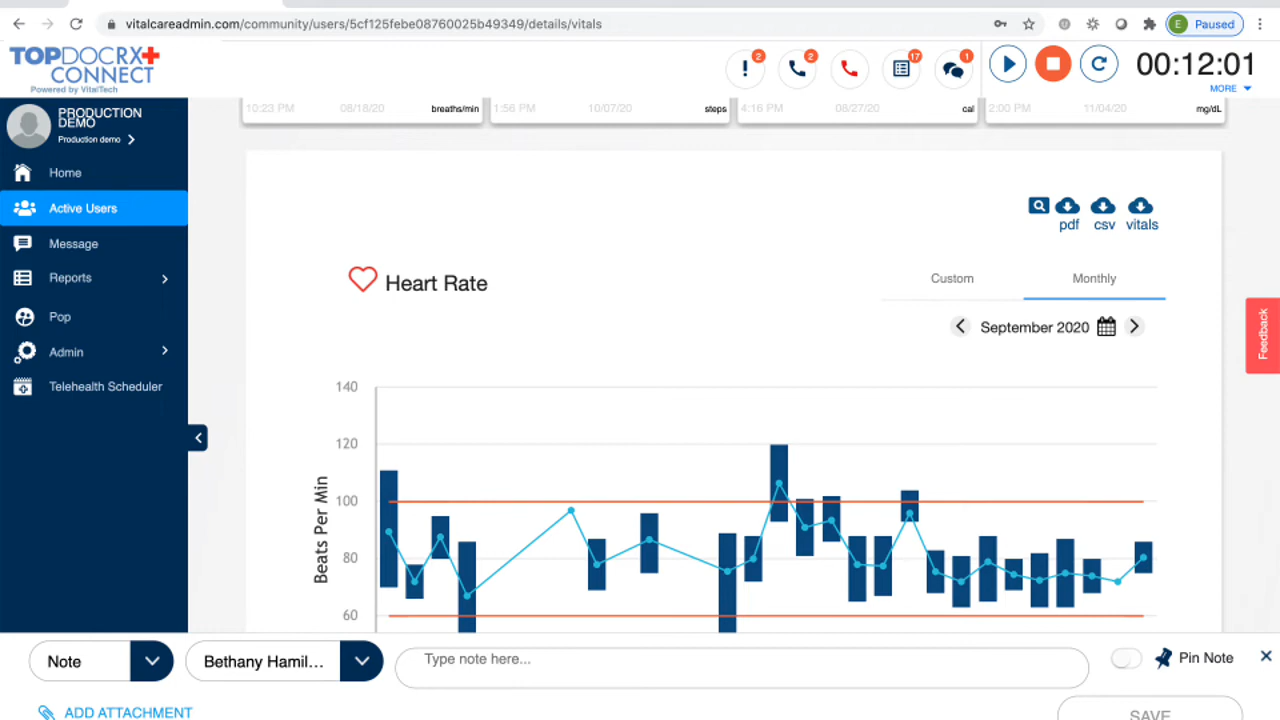 vitalcareadmin.com/community/users/5cf125febe08760025b49349/details/vitals
E Paused
TOPDOCRX+
CONNECT
Powered by VitalTech
2
2
17
1
00:12:01
MORE
PRODUCTION
DEMO
Production demo
Home
Active Users
Message
Reports
Pop
Admin
Telehealth Scheduler
10:23 PM 08/18/20 breaths/min
1:56 PM 10/07/20 steps
4:16 PM 08/27/20 cal
2:00 PM 11/04/20 mg/dL
pdf csv vitals
Heart Rate
Custom Monthly
September 2020
Beats Per Min
140
120
100
80
60
Feedback
Note
Bethany Hamil...
Type note here...
Pin Note
ADD ATTACHMENT
SAVE